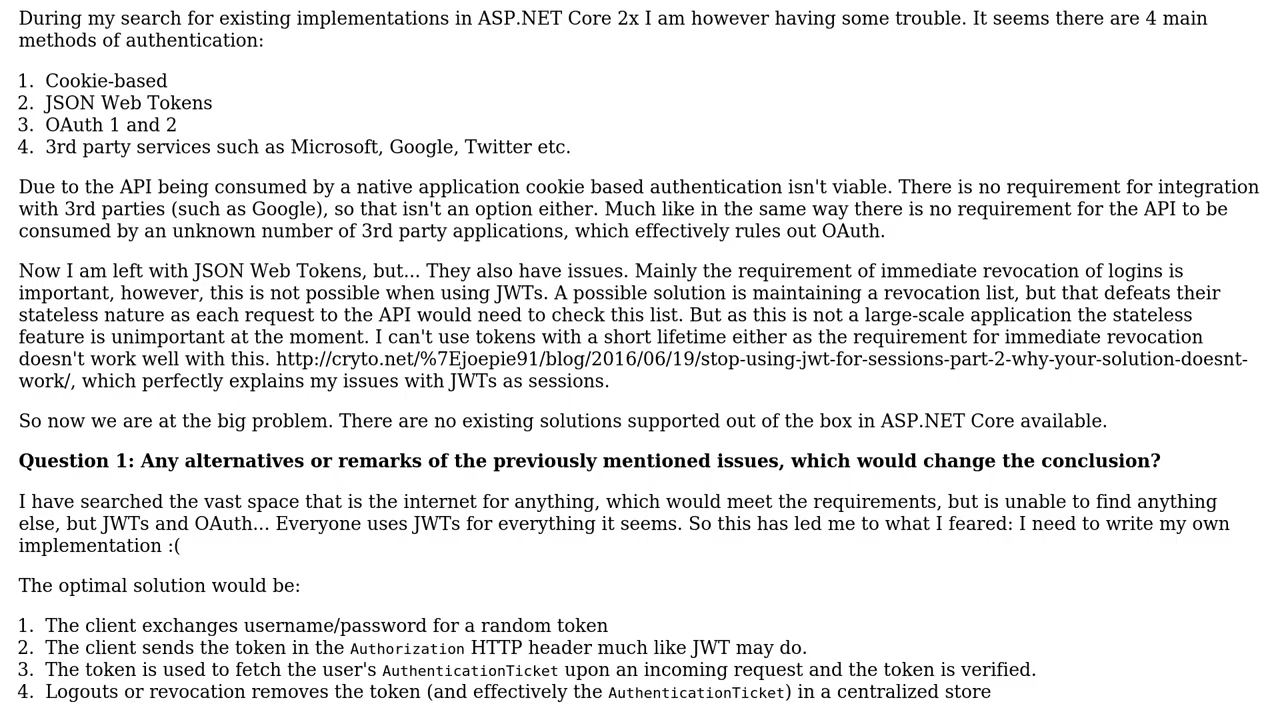 During my search for existing implementations in ASP.NET Core 2x I am however having some trouble. It seems there are 4 main
methods of authentication:
1. Cookie-based
2. JSON Web Tokens
3. OAuth 1 and 2
4. 3rd party services such as Microsoft, Google, Twitter etc.
Due to the API being consumed by a native application cookie based authentication isn't viable. There is no requirement for integration
with 3rd parties (such as Google), so that isn't an option either. Much like in the same way there is no requirement for the API to be
consumed by an unknown number of 3rd party applications, which effectively rules out OAuth.
Now I am left with JSON Web Tokens, but... They also have issues. Mainly the requirement of immediate revocation of logins is
important, however, this is not possible when using JWTs. A possible solution is maintaining a revocation list, but that defeats their
stateless nature as each request to the API would need to check this list. But as this is not a large-scale application the stateless
feature is unimportant at the moment. I can't use tokens with a short lifetime either as the requirement for immediate revocation
doesn't work well with this. http://cryto.net/%7Ejoepie91/blog/2016/06/19/stop-using-jwt-for-sessions-part-2-why-your-solution-doesnt-
work/, which perfectly explains my issues with JWTs as sessions.
So now we are at the big problem. There are no existing solutions supported out of the box in ASP.NET Core available.
Question 1: Any alternatives or remarks of the previously mentioned issues, which would change the conclusion?
I have searched the vast space that is the internet for anything, which would meet the requirements, but is unable to find anything
else, but JWTs and OAuth... Everyone uses JWTs for everything it seems. So this has led me to what I feared: I need to write my own
implementation :(
The optimal solution would be:
1. The client exchanges username/password for a random token
2. The client sends the token in the Authorization HTTP header much like JWT may do.
3. The token is used to fetch the user's AuthenticationTicket upon an incoming request and the token is verified.
4. Logouts or revocation removes the token (and effectively the AuthenticationTicket) in a centralized store